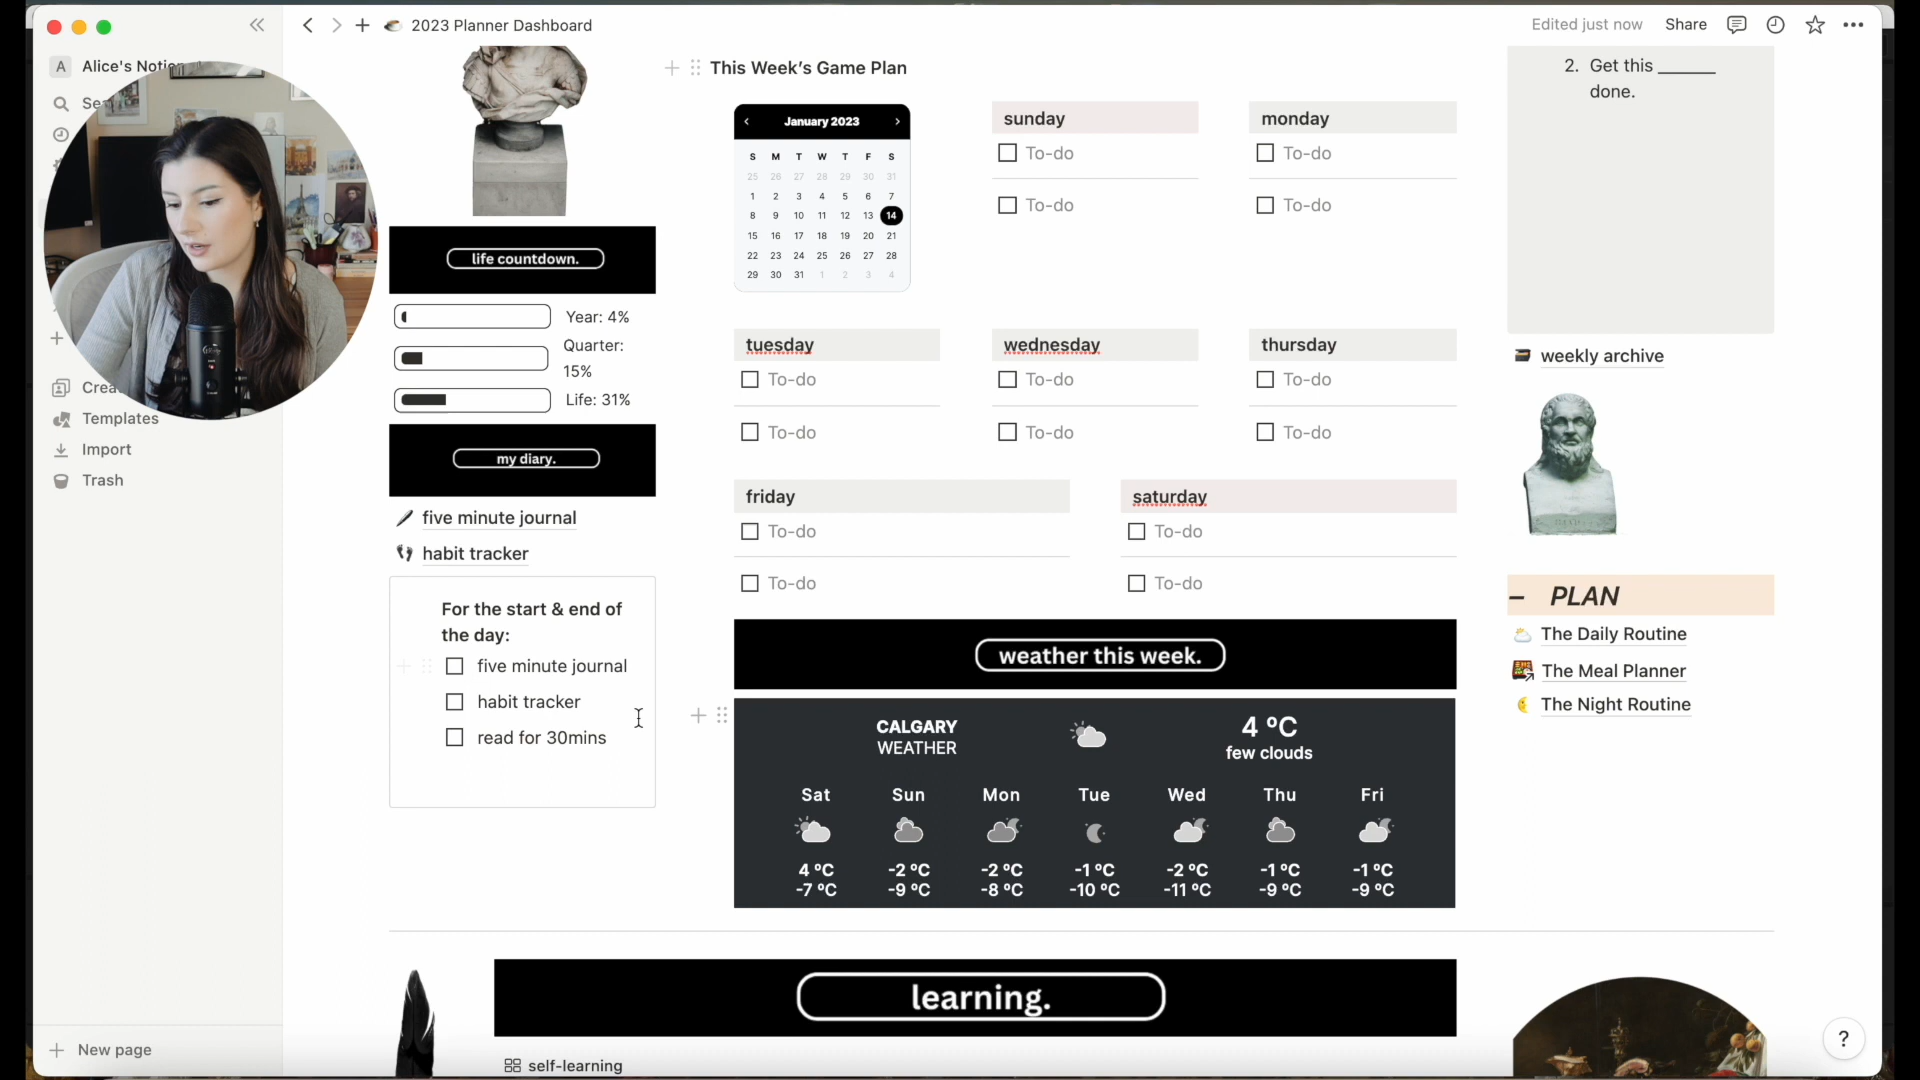 2023 Planner Dashboard
Edited just now
Share
A
Templates
Import
Trash
New page
life countdown.
Year: 4%
Quarter:
15%
Life: 31%
my diary.
five minute journal
habit tracker
For the start & end of
the day:
five minute journal
habit tracker
read for 30mins
This Week's Game Plan
January 2023
S M T W T F S
25 26 27 28 29 30 31
1 2 3 4 5 6 7
8 9 10 11 12 13 14
15 16 17 18 19 20 21
22 23 24 25 26 27 28
29 30 31 1 2 3 4
sunday
To-do
To-do
monday
To-do
To-do
tuesday
To-do
To-do
wednesday
To-do
To-do
thursday
To-do
To-do
friday
To-do
To-do
saturday
To-do
To-do
weather this week.
CALGARY
WEATHER
4 °C
few clouds
Sat Sun Mon Tue Wed Thu Fri
4 °C -2 °C -2 °C -1 °C -2 °C -1 °C -1 °C
-7 °C -9 °C -8 °C -10 °C -11 °C -9 °C -9 °C
learning.
self-learning
2. Get this ______
done.
weekly archive
– PLAN
The Daily Routine
The Meal Planner
The Night Routine
?